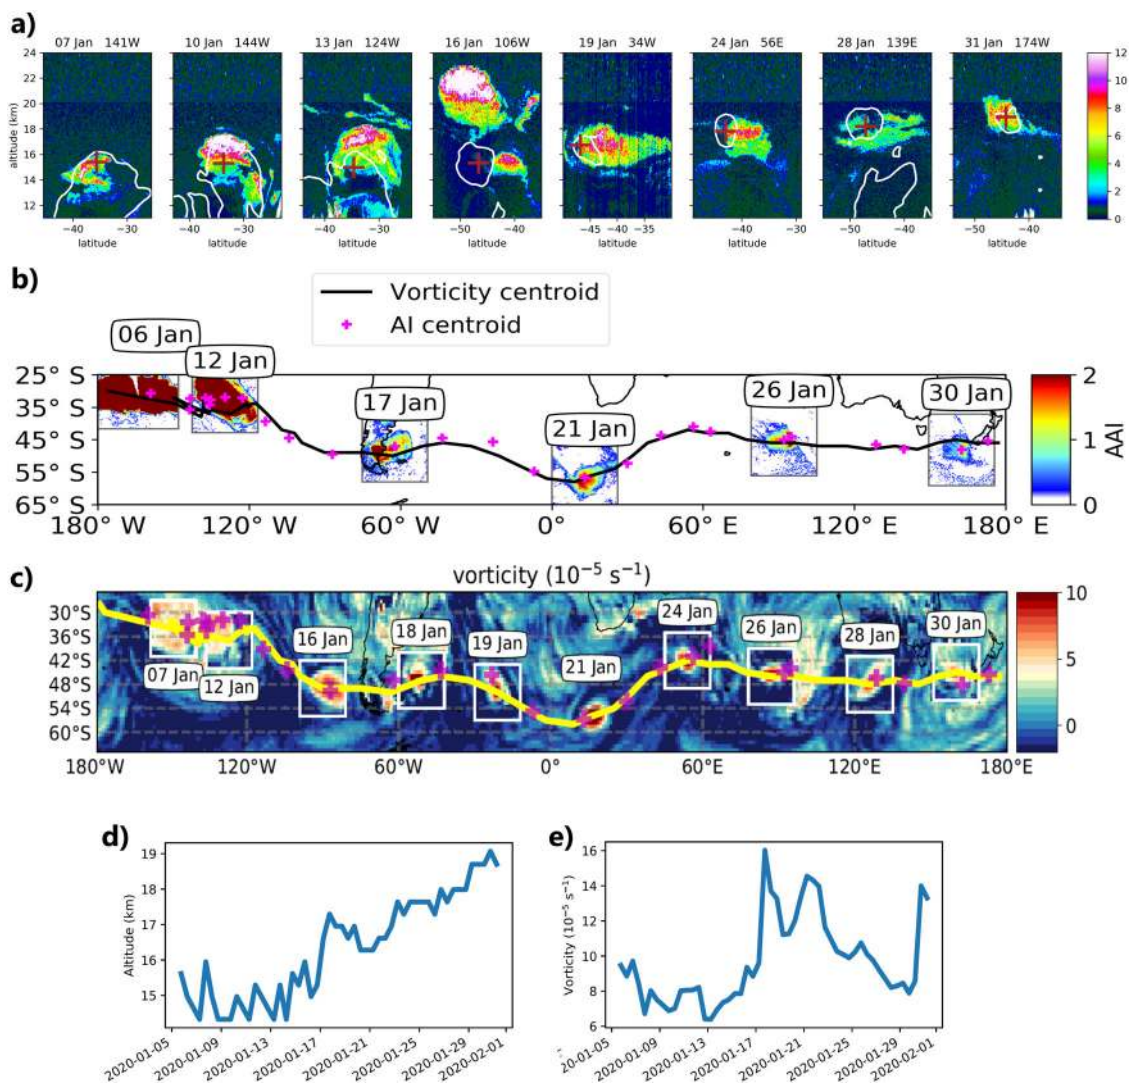 a)
07 Jan 141W
10 Jan 144W
13 Jan 124W
16 Jan 106W
19 Jan 34W
24 Jan 56E
28 Jan 139E
31 Jan 174W
24
22
20
18
16
14
12
altitude (km)
12
10
8
6
4
2
0
−40 −30
−40 −30
−40 −30
−50 −40
−45 −40 −35
−40 −30
−50 −40
−50 −40
latitude
latitude
latitude
latitude
latitude
latitude
latitude
latitude
b)
Vorticity centroid
AI centroid
06 Jan
12 Jan
17 Jan
21 Jan
26 Jan
30 Jan
25° S
35° S
45° S
55° S
65° S
180° W
120° W
60° W
0°
60° E
120° E
180° E
2
1
0
AAI
c)
vorticity (10⁻⁵ s⁻¹)
30°S
36°S
42°S
48°S
54°S
60°S
07 Jan
12 Jan
16 Jan
18 Jan
19 Jan
21 Jan
24 Jan
26 Jan
28 Jan
30 Jan
180°W
120°W
60°W
0°
60°E
120°E
180°E
10
5
0
d)
19
18
17
16
15
Altitude (km)
2020-01-05
2020-01-09
2020-01-13
2020-01-17
2020-01-21
2020-01-25
2020-01-29
2020-02-01
e)
16
14
12
10
8
6
Vorticity (10⁻⁵ s⁻¹)
20-01-05
2020-01-09
2020-01-13
2020-01-17
2020-01-21
2020-01-25
2020-01-29
2020-02-01